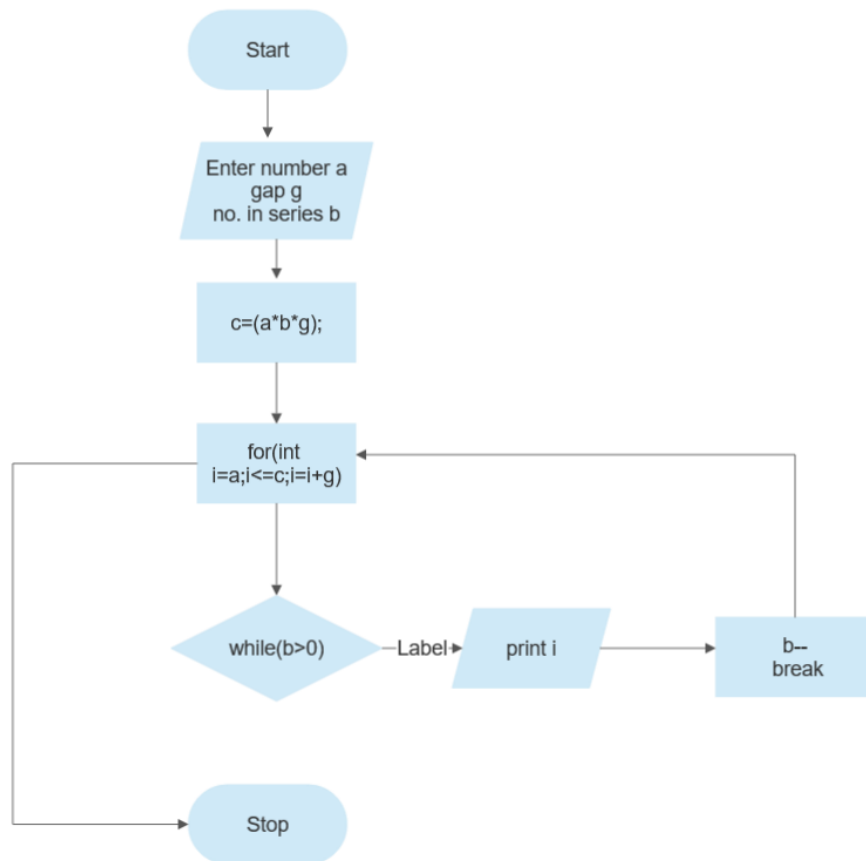 Start
Enter number a
gap g
no. in series b
c=(a*b*g);
for(int
i=a;i<=c;i=i+g)
while(b>0)
Label
print i
b--
break
Stop